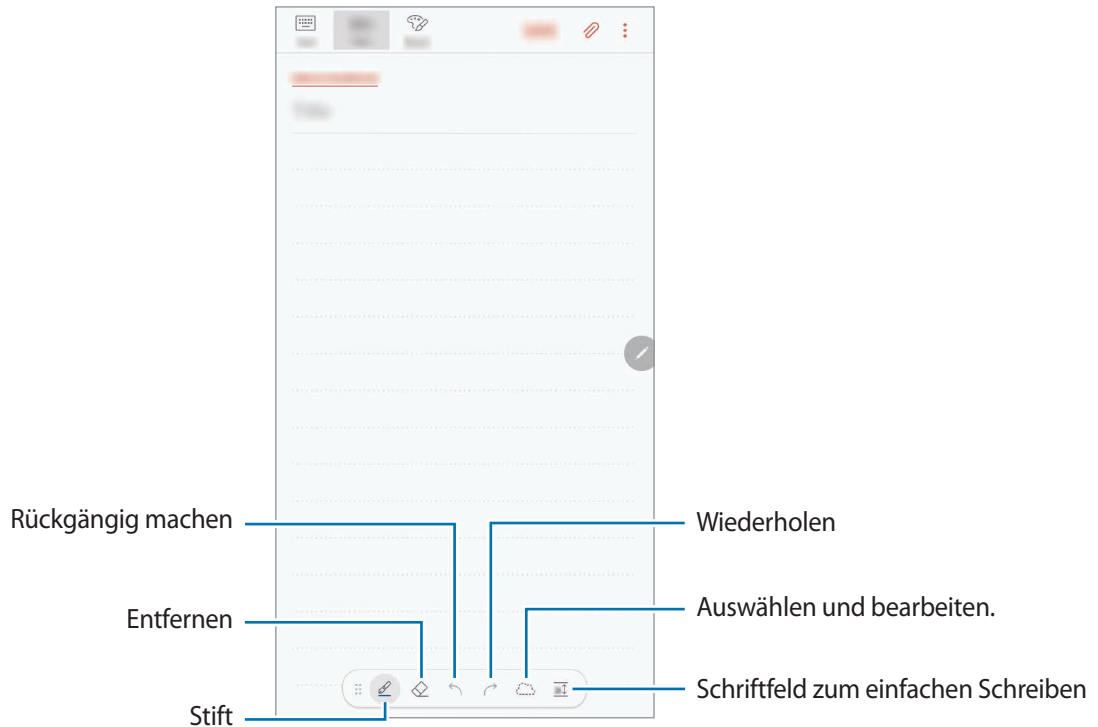 Rückgängig machen
Wiederholen
Auswählen und bearbeiten.
Entfernen
Schriftfeld zum einfachen Schreiben
Stift